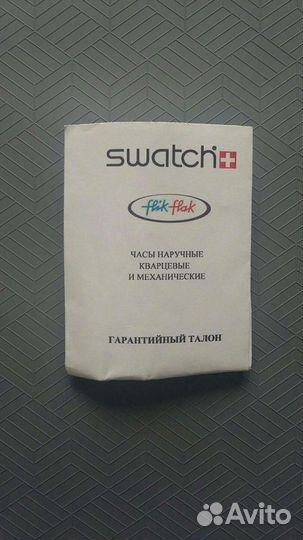 swatch
flik flak
ЧАСЫ НАРУЧНЫЕ
КВАРЦЕВЫЕ
И МЕХАНИЧЕСКИЕ
ГАРАНТИЙНЫЙ ТАЛОН
Avito